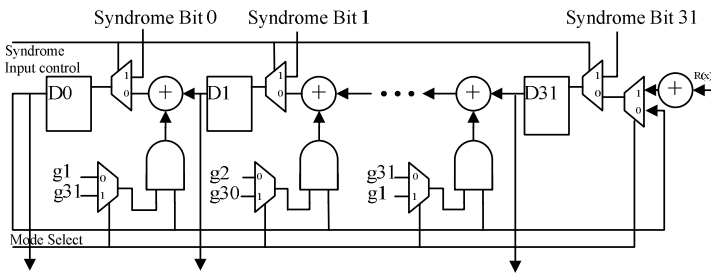 Syndrome Bit 0
Syndrome Bit 1
Syndrome Bit 31
Syndrome
Input control
R(x)
D0
1
0
+
D1
1
0
+
+
D31
1
0
1
0
+
g1
g31
0
1
g2
g30
0
1
g31
g1
0
1
Mode Select